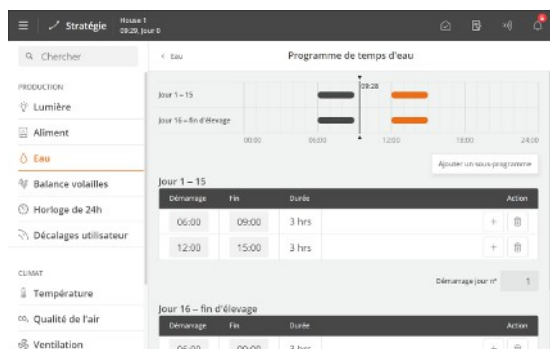 Stratégie
House 1
09:29, Jour 0
Chercher
< Eau
Programme de temps d'eau
PRODUCTION
Lumière
Aliment
Eau
Balance volailles
Horloge de 24h
Décalages utilisateur
CLIMAT
Température
Qualité de l'air
Ventilation
09:28
Jour 1 – 15
Jour 16 – fin d'élevage
00:00 06:00 12:00 18:00 24:00
Ajouter un sous-programme
Jour 1 – 15
Démarrage Fin Durée Action
06:00 09:00 3 hrs +
12:00 15:00 3 hrs +
Démarrage jour n° 1
Jour 16 – fin d'élevage
Démarrage Fin Durée Action
06:00 09:00 3 hrs +